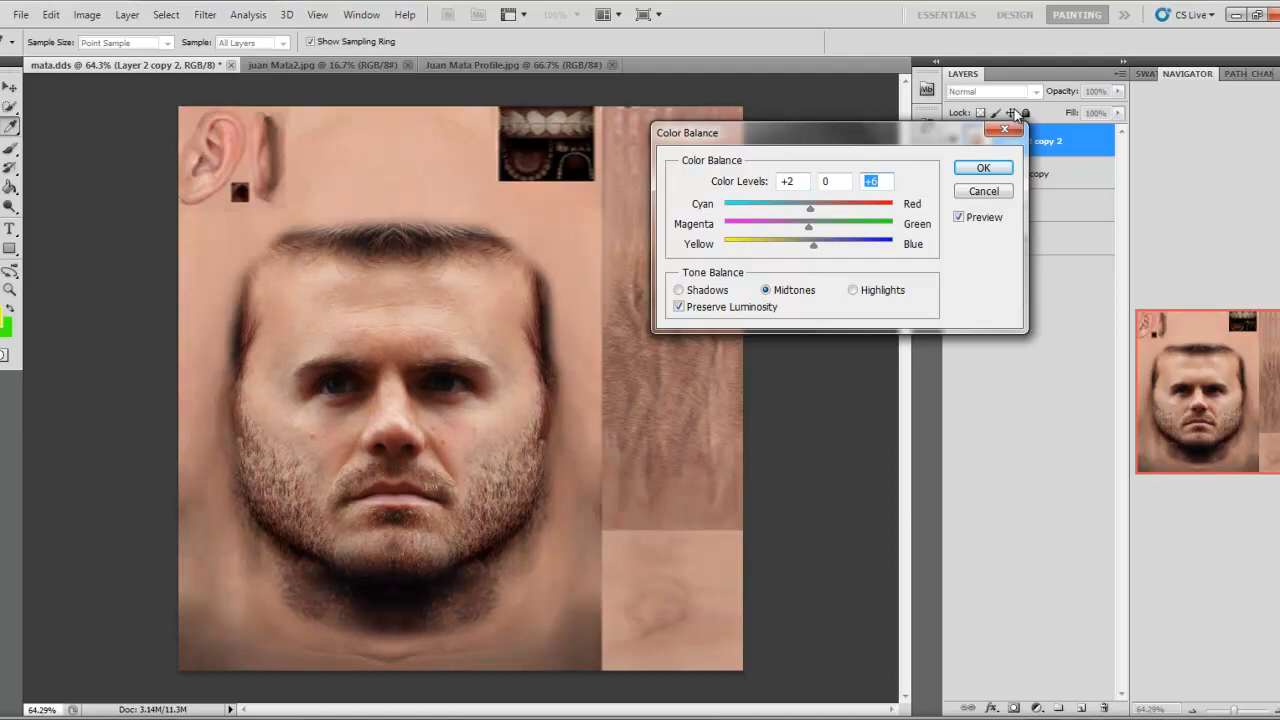 File Edit Image Layer Select Filter Analysis 3D View Window Help Br Mb 100% ESSENTIALS DESIGN PAINTING CS Live
Sample Size: Point Sample Sample: All Layers Show Sampling Ring
mata.dds @ 64.3% (Layer 2 copy 2, RGB/8) * juan Mata2.jpg @ 16.7% (RGB/8#) Juan Mata Profile.jpg @ 66.7% (RGB/8#)
LAYERS NAVIGATOR
Mb Normal Opacity: 100%
Lock: Fill: 100%
Color Balance
copy 2
Color Balance
OK
copy
Color Levels: +2 0 +6
Cancel
Cyan Red
Preview
Magenta Green
Yellow Blue
Tone Balance
Shadows Midtones Highlights
Preserve Luminosity
64.29% Doc: 3.14M/11.3M fx 64.29%